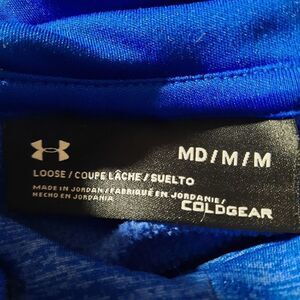 MD/M/M
LOOSE / COUPE LÂCHE / SUELTO
MADE IN JORDAN / FABRIQUÉ EN JORDANIE /
HECHO EN JORDANIA
COLDGEAR